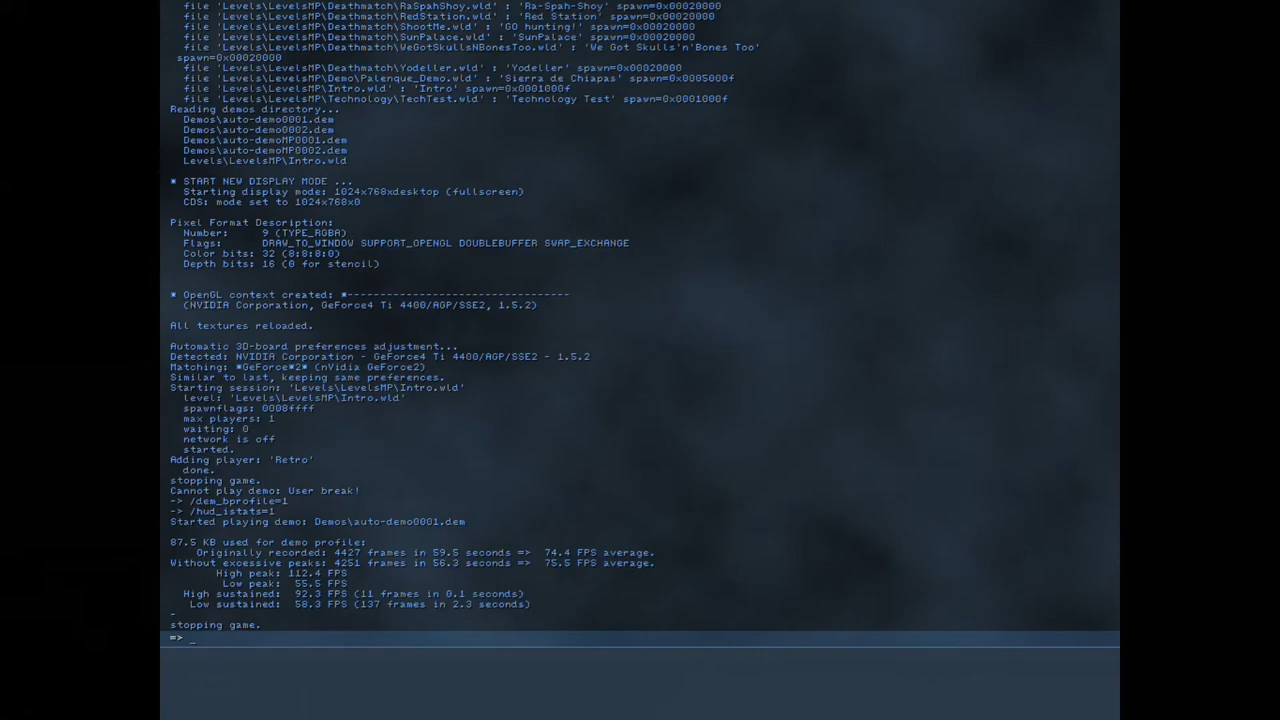 file 'Levels\LevelsMP\Deathmatch\RaSpahShoy.wld' : 'Ra-Spah-Shoy' spawn=0x00020000
file 'Levels\LevelsMP\Deathmatch\RedStation.wld' : 'Red Station' spawn=0x00020000
file 'Levels\LevelsMP\Deathmatch\ShootMe.wld' : 'GO hunting!' spawn=0x00020000
file 'Levels\LevelsMP\Deathmatch\SunPalace.wld' : 'SunPalace' spawn=0x00020000
file 'Levels\LevelsMP\Deathmatch\WeGotSkullsNBonesToo.wld' : 'We Got Skulls'n'Bones Too'
spawn=0x00020000
file 'Levels\LevelsMP\Deathmatch\Yodeller.wld' : 'Yodeller' spawn=0x00020000
file 'Levels\LevelsMP\Demo\Palenque_Demo.wld' : 'Sierra de Chiapas' spawn=0x0005000f
file 'Levels\LevelsMP\Intro.wld' : 'Intro' spawn=0x0001000f
file 'Levels\LevelsMP\Technology\TechTest.wld' : 'Technology Test' spawn=0x0001000f
Reading demos directory...
Demos\auto-demo0001.dem
Demos\auto-demo0002.dem
Demos\auto-demoMP0001.dem
Demos\auto-demoMP0002.dem
Levels\LevelsMP\Intro.wld
* START NEW DISPLAY MODE ...
Starting display mode: 1024x768xdesktop (fullscreen)
CDS: mode set to 1024x768x0
Pixel Format Description:
Number: 9 (TYPE_RGBA)
Flags: DRAW_TO_WINDOW SUPPORT_OPENGL DOUBLEBUFFER SWAP_EXCHANGE
Color bits: 32 (8:8:8:0)
Depth bits: 16 (0 for stencil)
* OpenGL context created: *----------------------------------
(NVIDIA Corporation, GeForce4 Ti 4400/AGP/SSE2, 1.5.2)
All textures reloaded.
Automatic 3D-board preferences adjustment...
Detected: NVIDIA Corporation - GeForce4 Ti 4400/AGP/SSE2 - 1.5.2
Matching: *GeForce*2* (nVidia GeForce2)
Similar to last, keeping same preferences.
Starting session: 'Levels\LevelsMP\Intro.wld'
level: 'Levels\LevelsMP\Intro.wld'
spawnflags: 0008ffff
max players: 1
waiting: 0
network is off
started.
Adding player: 'Retro'
done.
stopping game.
Cannot play demo: User break!
-> /dem_bprofile=1
-> /hud_istats=1
Started playing demo: Demos\auto-demo0001.dem
87.5 KB used for demo profile:
Originally recorded: 4427 frames in 59.5 seconds => 74.4 FPS average.
Without excessive peaks: 4251 frames in 56.3 seconds => 75.5 FPS average.
High peak: 112.4 FPS
Low peak: 55.5 FPS
High sustained: 92.3 FPS (11 frames in 0.1 seconds)
Low sustained: 58.3 FPS (137 frames in 2.3 seconds)
-
stopping game.
=> _